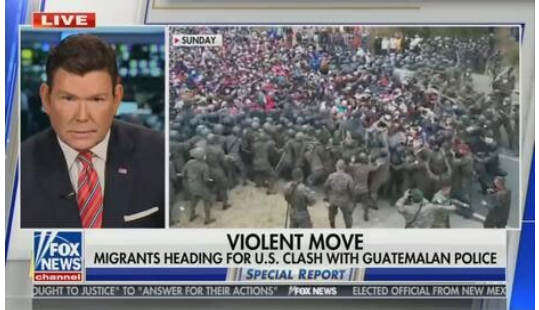 LIVE
SUNDAY
VIOLENT MOVE
MIGRANTS HEADING FOR U.S. CLASH WITH GUATEMALAN POLICE
FOX
NEWS
channel
SPECIAL REPORT
OUGHT TO JUSTICE" TO "ANSWER FOR THEIR ACTIONS" FOX NEWS ELECTED OFFICIAL FROM NEW MEX